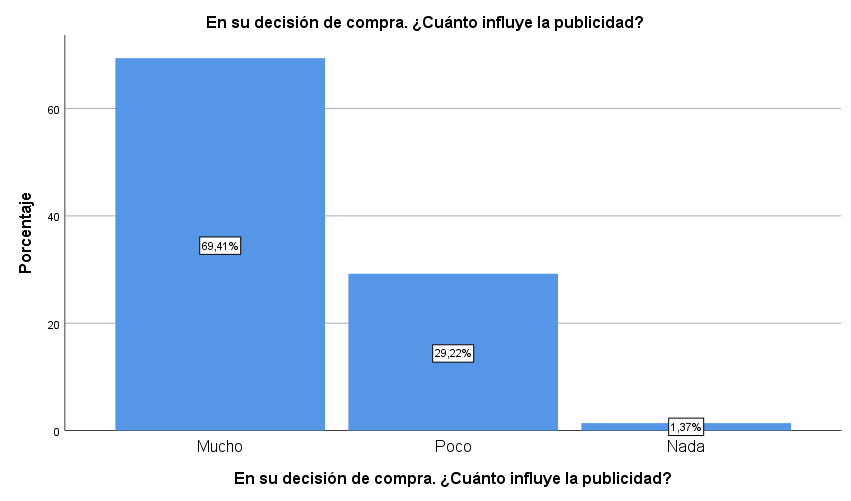 En su decisión de compra. ¿Cuánto influye la publicidad?
Porcentaje
60
40
20
0
69,41%
29,22%
1,37%
Mucho
Poco
Nada
En su decisión de compra. ¿Cuánto influye la publicidad?